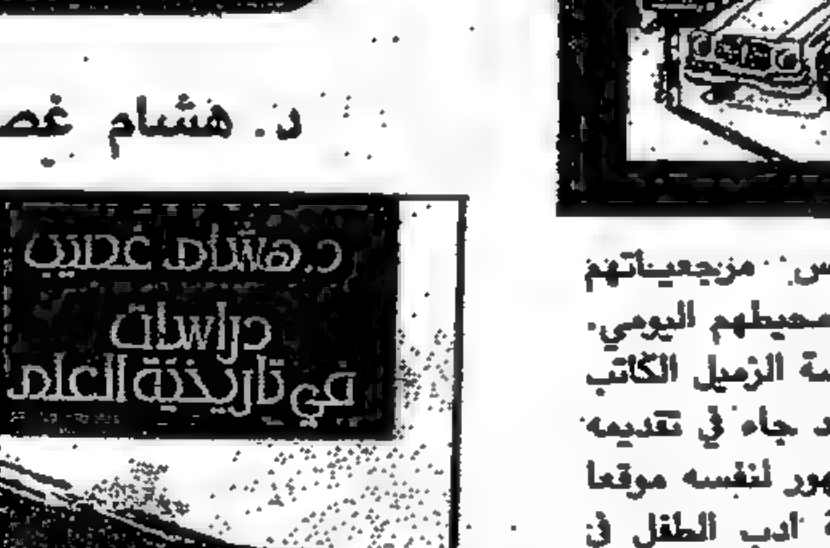 مرجعياتهم
محيطهم اليومي.
الزميل الكاتب
جاء في تقديمه
لنفسه موقعا
ادب الطفل في
د. هشام
د. هشام غصيب
دراسات
في تاريخية العلم